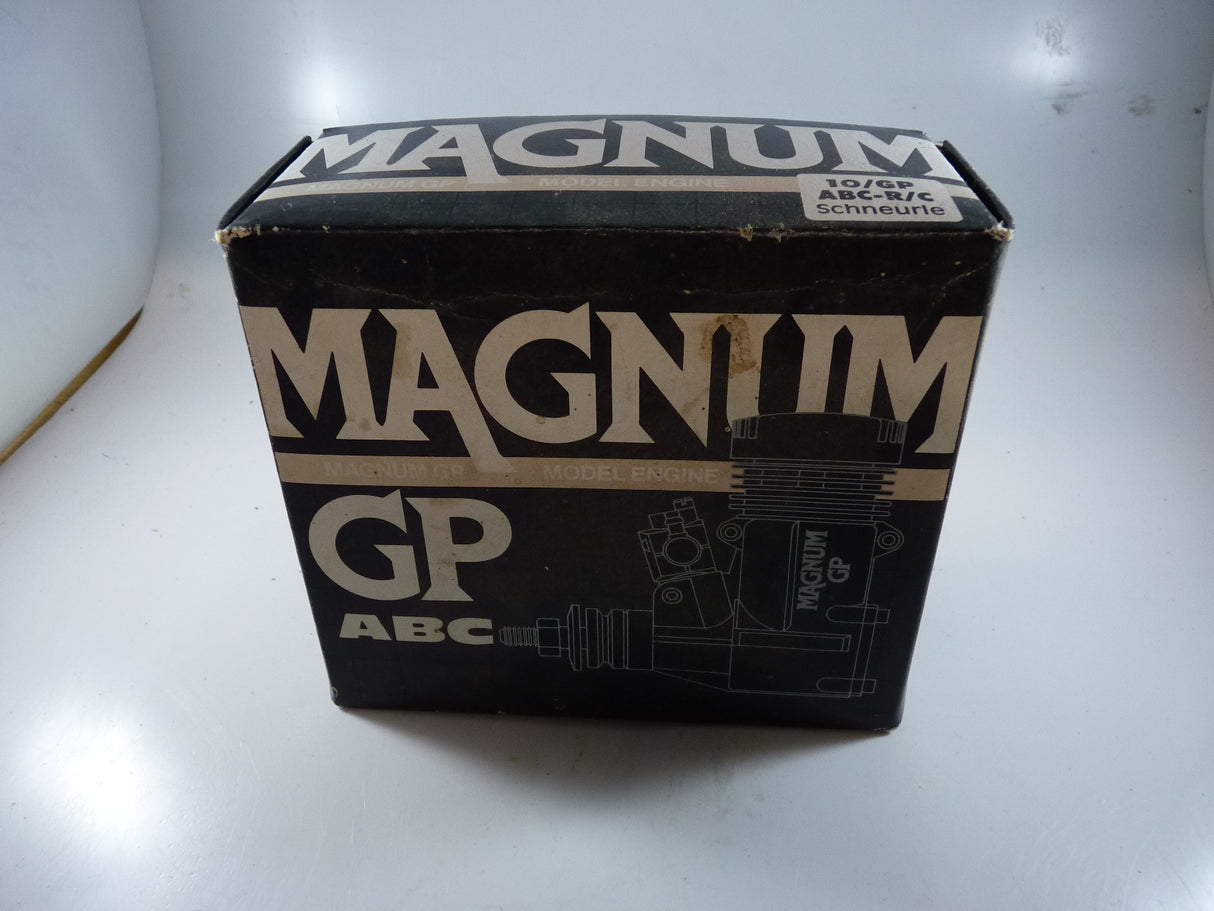 MAGNUM
MAGNUM GP MODEL ENGINE
10/GP
ABC-R/C
schneurle
MAGNUM
MAGNUM GP MODEL ENGINE
GP
ABC
MAGNUM
GP